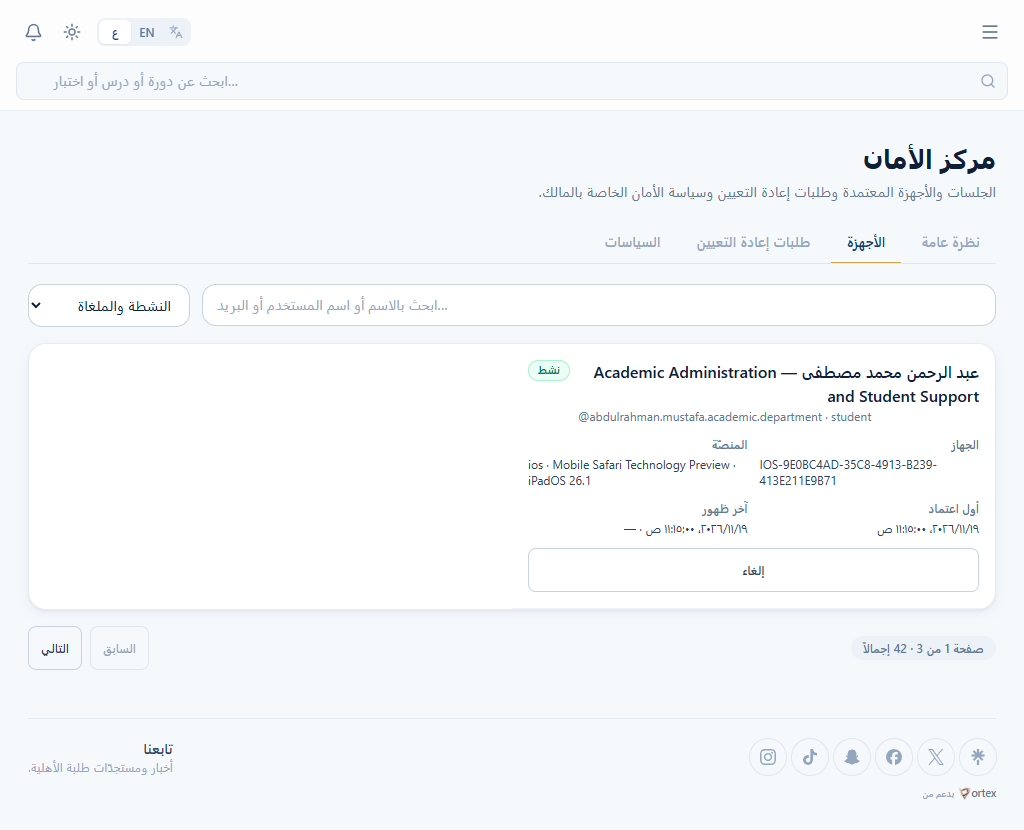 ع
EN
ابحث عن دورة أو درس أو اختبار...
مركز الأمان
الجلسات والأجهزة المعتمدة وطلبات إعادة التعيين وسياسة الأمان الخاصة بالمالك.
نظرة عامة
الأجهزة
طلبات إعادة التعيين
السياسات
ابحث بالاسم أو اسم المستخدم أو البريد...
النشطة والملغاة
عبد الرحمن محمد مصطفى — Academic Administration
and Student Support
نشط
@abdulrahman.mustafa.academic.department · student
الجهاز
IOS-9E0BC4AD-35C8-4913-B239-
413E211E9B71
المنصّة
ios · Mobile Safari Technology Preview ·
iPadOS 26.1
أول اعتماد
١٩‏/١١‏/٢٠٢٦، ١١:١٥:٠٠ ص
آخر ظهور
١٩‏/١١‏/٢٠٢٦، ١١:١٥:٠٠ ص · —
إلغاء
صفحة 1 من 3 · 42 إجمالاً
السابق
التالي
تابعنا
أخبار ومستجدّات طلبة الأهلية.
بدعم من ortex